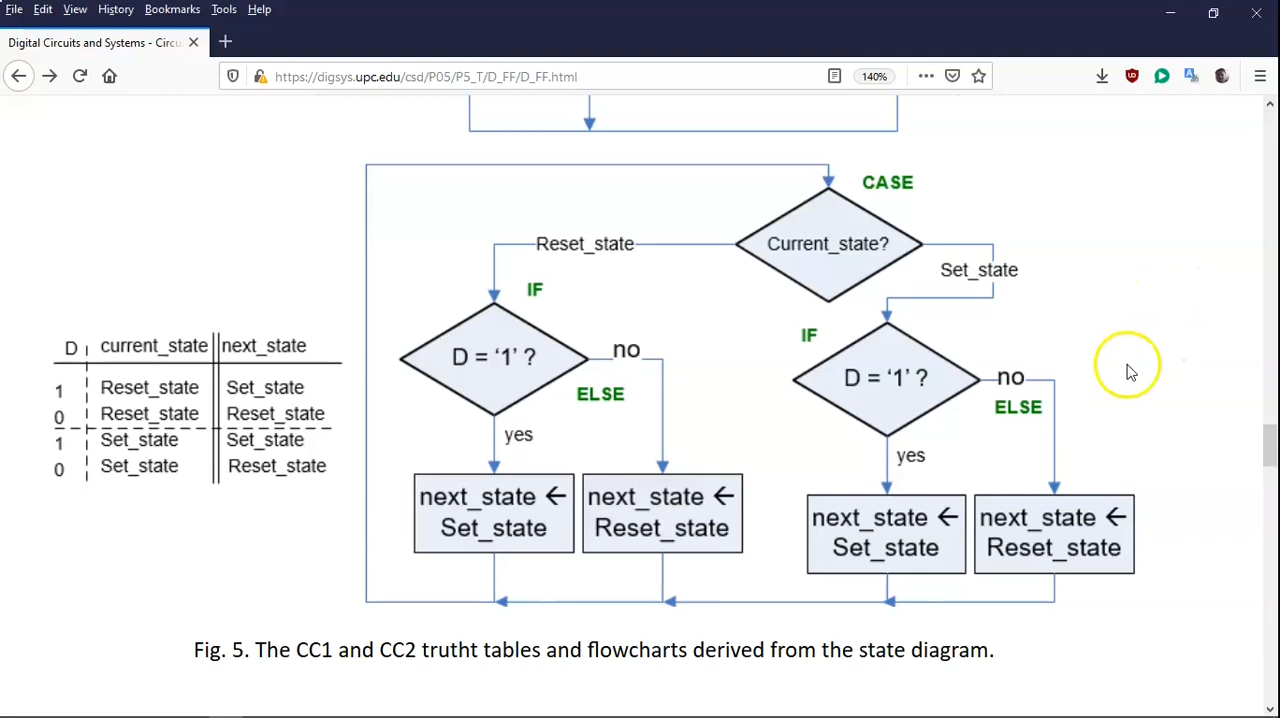 File Edit View History Bookmarks Tools Help
Digital Circuits and Systems - Circu
https://digsys.upc.edu/csd/P05/P5_T/D_FF/D_FF.html
140%
CASE
Current_state?
Reset_state
Set_state
IF
D = ‘1’ ?
no
ELSE
yes
next_state ←
Set_state
next_state ←
Reset_state
IF
D = ‘1’ ?
no
ELSE
yes
next_state ←
Set_state
next_state ←
Reset_state
D current_state next_state
1 Reset_state Set_state
0 Reset_state Reset_state
1 Set_state Set_state
0 Set_state Reset_state
Fig. 5. The CC1 and CC2 trutht tables and flowcharts derived from the state diagram.